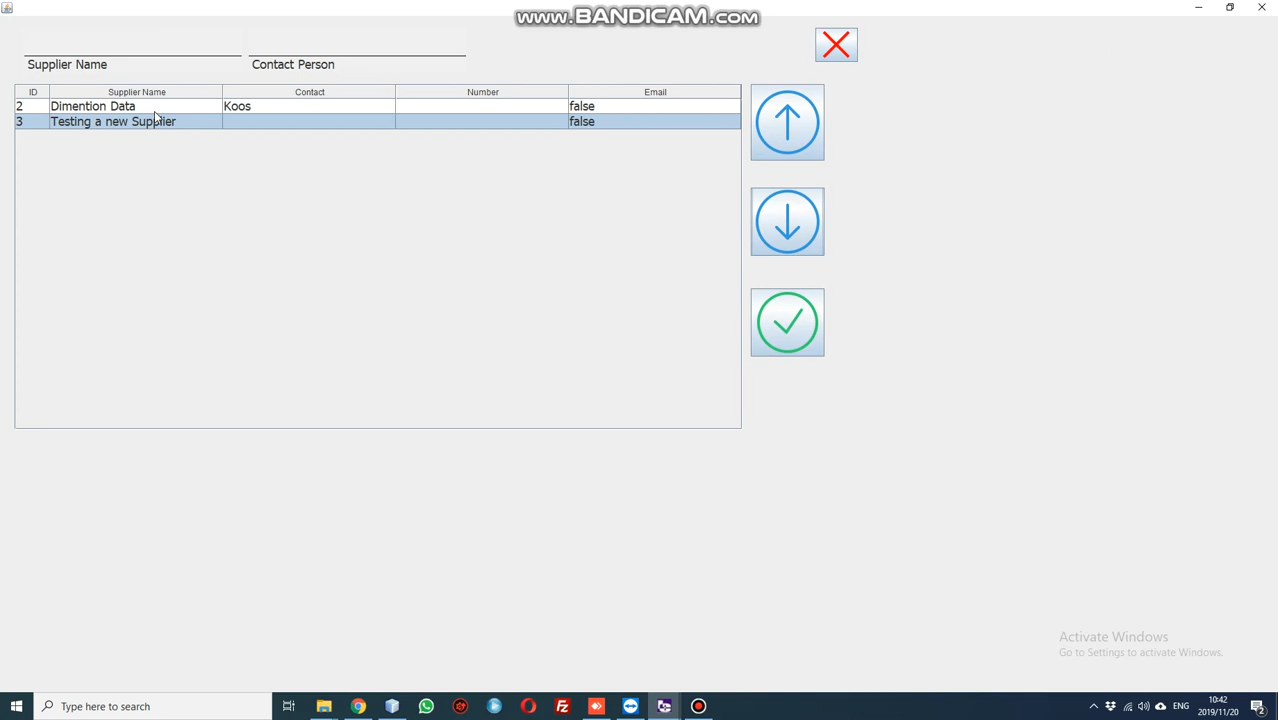 www.BANDICAM.com
Supplier Name Contact Person
ID Supplier Name Contact Number Email
2 Dimention Data Koos false
3 Testing a new Supplier false
Activate Windows
Go to Settings to activate Windows.
Type here to search
ENG
10:42
2019/11/20
2